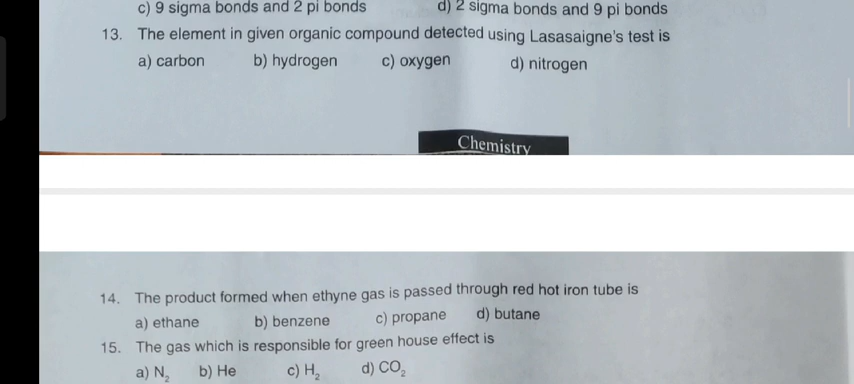 c) 9 sigma bonds and 2 pi bonds d) 2 sigma bonds and 9 pi bonds
13. The element in given organic compound detected using Lasasaigne's test is
a) carbon b) hydrogen c) oxygen d) nitrogen
Chemistry
14. The product formed when ethyne gas is passed through red hot iron tube is
a) ethane b) benzene c) propane d) butane
15. The gas which is responsible for green house effect is
a) N₂ b) He c) H₂ d) CO₂